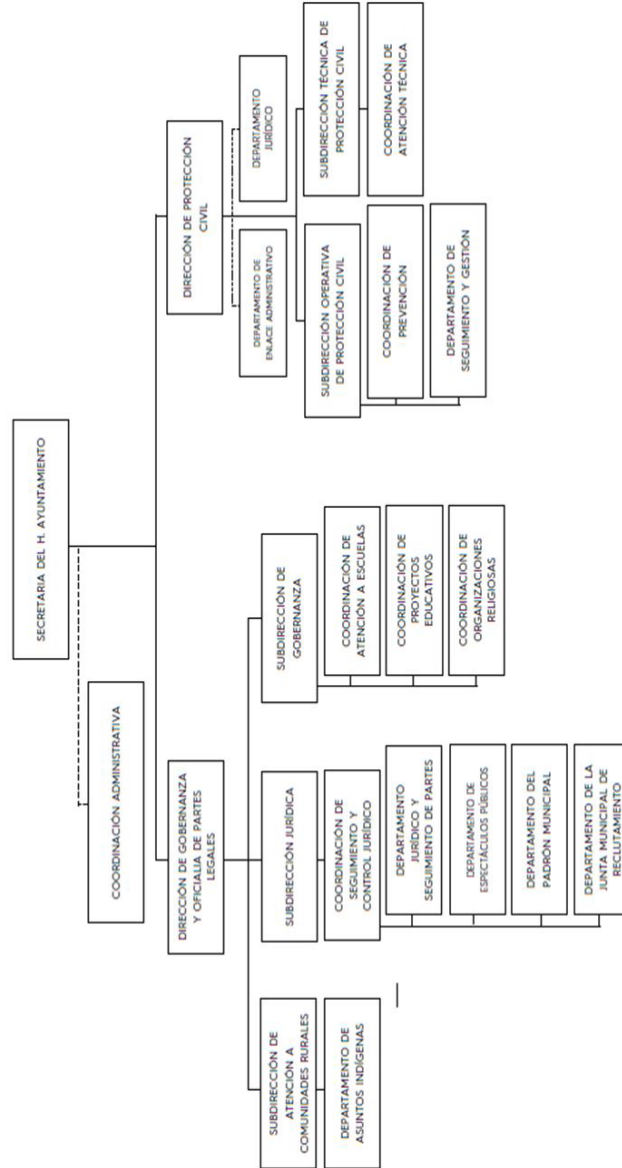 SECRETARIA DEL H. AYUNTAMIENTO
COORDINACIÓN ADMINISTRATIVA
DIRECCIÓN DE GOBERNANZA
Y OFICIALIA DE PARTES
LEGALES
DIRECCIÓN DE PROTECCIÓN
CIVIL
SUBDIRECCIÓN DE
ATENCIÓN A
COMUNIDADES RURALES
DEPARTAMENTO DE
ASUNTOS INDÍGENAS
SUBDIRECCIÓN JURÍDICA
COORDINACIÓN DE
SEGUIMIENTO Y
CONTROL JURÍDICO
DEPARTAMENTO
JURÍDICO Y
SEGUIMIENTO DE PARTES
DEPARTAMENTO DE
ESPECTÁCULOS PÚBLICOS
DEPARTAMENTO DEL
PADRÓN MUNICIPAL
DEPARTAMENTO DE LA
JUNTA MUNICIPAL DE
RECLUTAMIENTO
SUBDIRECCIÓN DE
GOBERNANZA
COORDINACIÓN DE
ATENCIÓN A ESCUELAS
COORDINACIÓN DE
PROYECTOS
EDUCATIVOS
COORDINACIÓN DE
ORGANIZACIONES
RELIGIOSAS
DEPARTAMENTO DE
ENLACE ADMINISTRATIVO
DEPARTAMENTO
JURÍDICO
SUBDIRECCIÓN OPERATIVA
DE PROTECCIÓN CIVIL
COORDINACIÓN DE
PREVENCIÓN
DEPARTAMENTO DE
SEGUIMIENTO Y GESTIÓN
SUBDIRECCIÓN TÉCNICA DE
PROTECCIÓN CIVIL
COORDINACIÓN DE
ATENCIÓN TÉCNICA